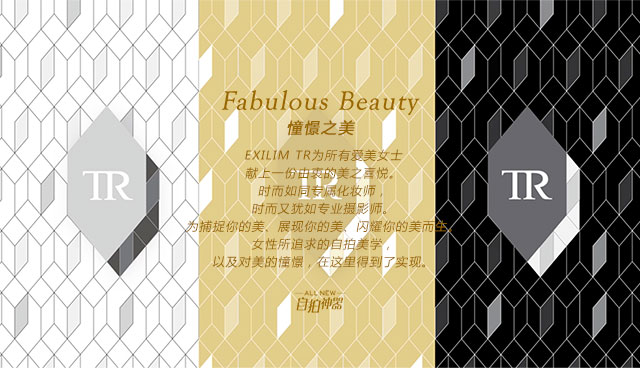 Fabulous Beauty
憧憬之美
EXILIM TR为所有爱美女士
献上一份由衷的美之喜悦。
时而如同专属化妆师，
时而又犹如专业摄影师。
为捕捉你的美、展现你的美、闪耀你的美而生。
女性所追求的自拍美学，
以及对美的憧憬，在这里得到了实现。
ALL NEW
自拍神器
TR
TR
TR